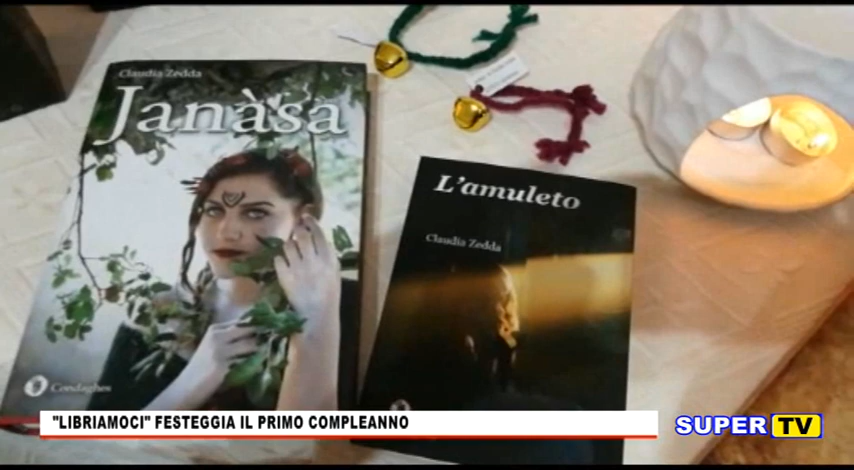 Claudia Zedda
Janàsa
L'amuleto
Claudia Zedda
Condaghes
"LIBRIAMOCI" FESTEGGIA IL PRIMO COMPLEANNO
SUPER TV